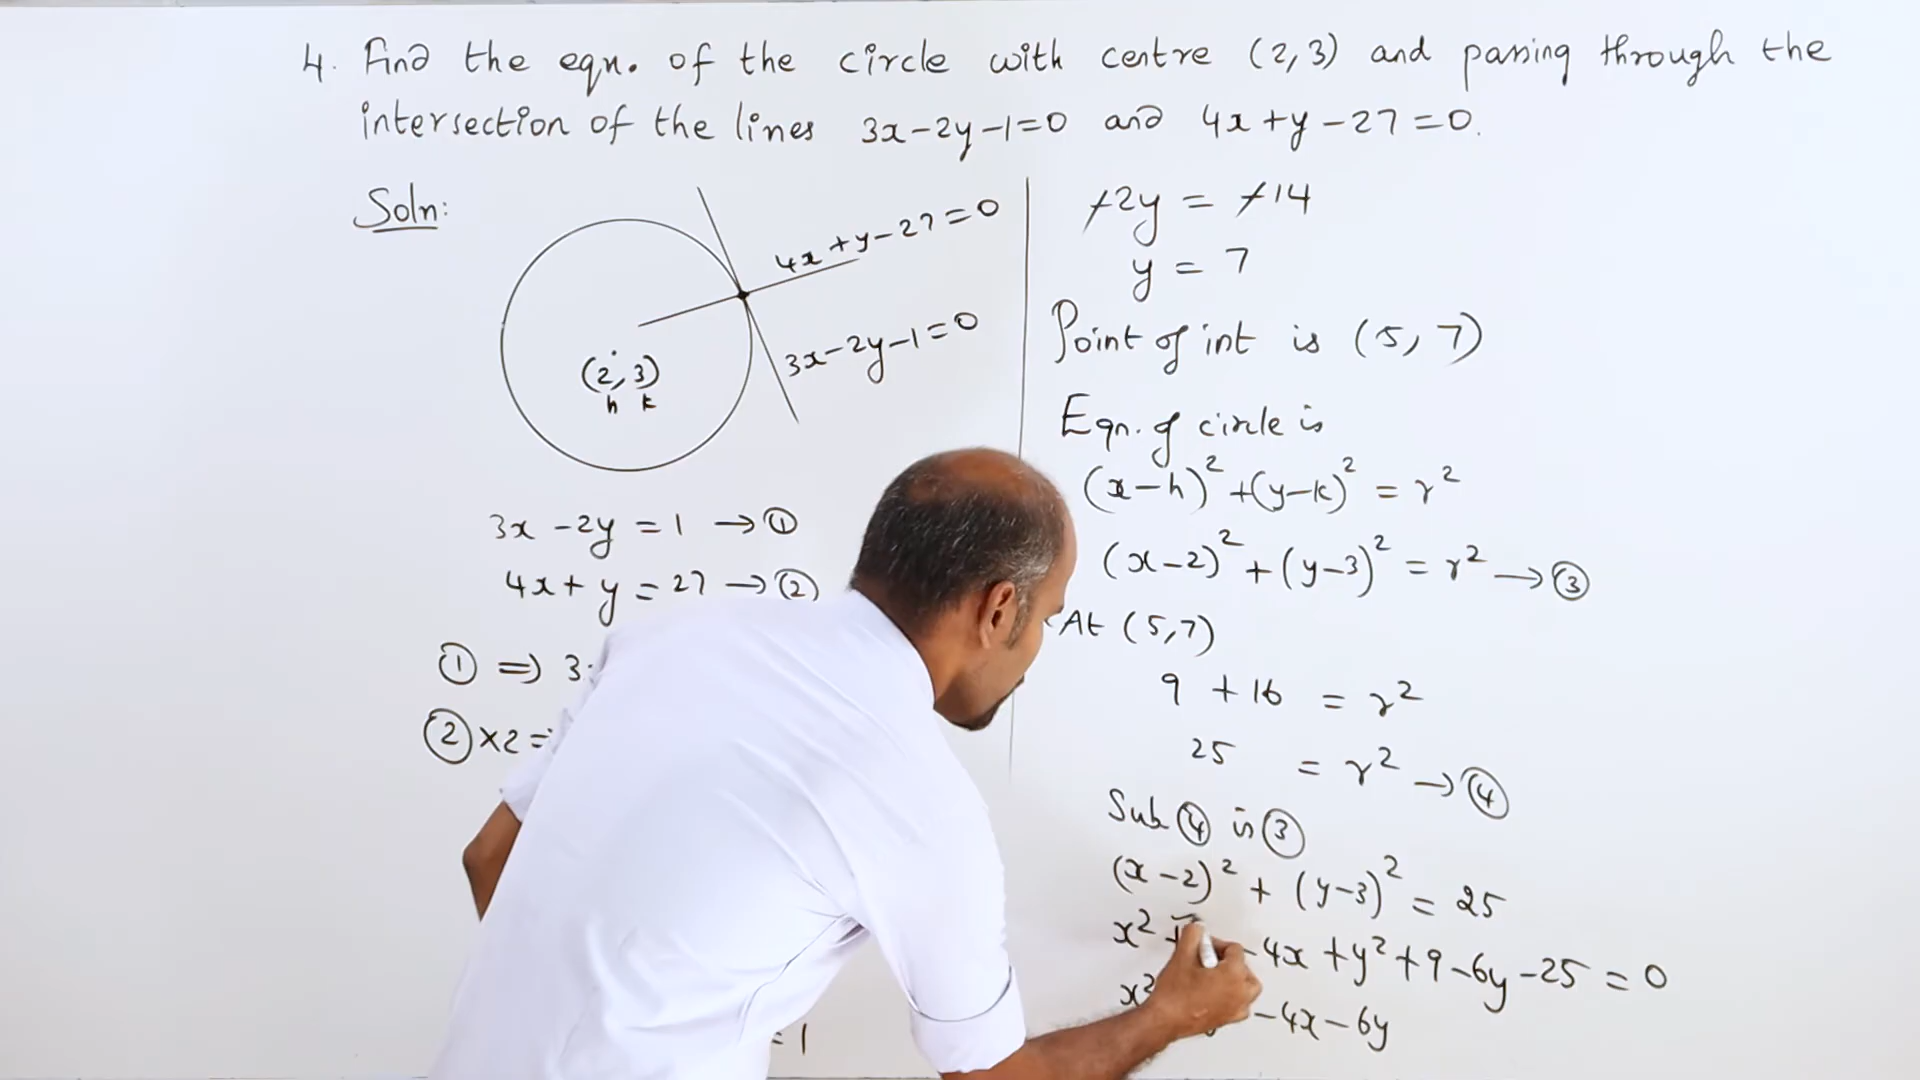 4. Find the eqn. of the circle with centre (2,3) and passing through the
intersection of the lines 3x-2y-1=0 and 4x+y-27=0.
Soln:
4x+y-27=0
3x-2y-1=0
(2, 3)
h k
3x-2y=1 → ①
4x+y=27 → ②
① ⇒ 3
② ×2 =
= 1
-2y = -14
y = 7
Point of int is (5, 7)
Eqn. of circle is
(x-h)²+(y-k)² = r²
(x-2)²+(y-3)² = r² → ③
At (5,7)
9 + 16 = r²
25 = r² → ④
Sub ④ in ③
(x-2)² + (y-3)² = 25
x² + -4x+y²+9-6y-25=0
x² -4x-6y